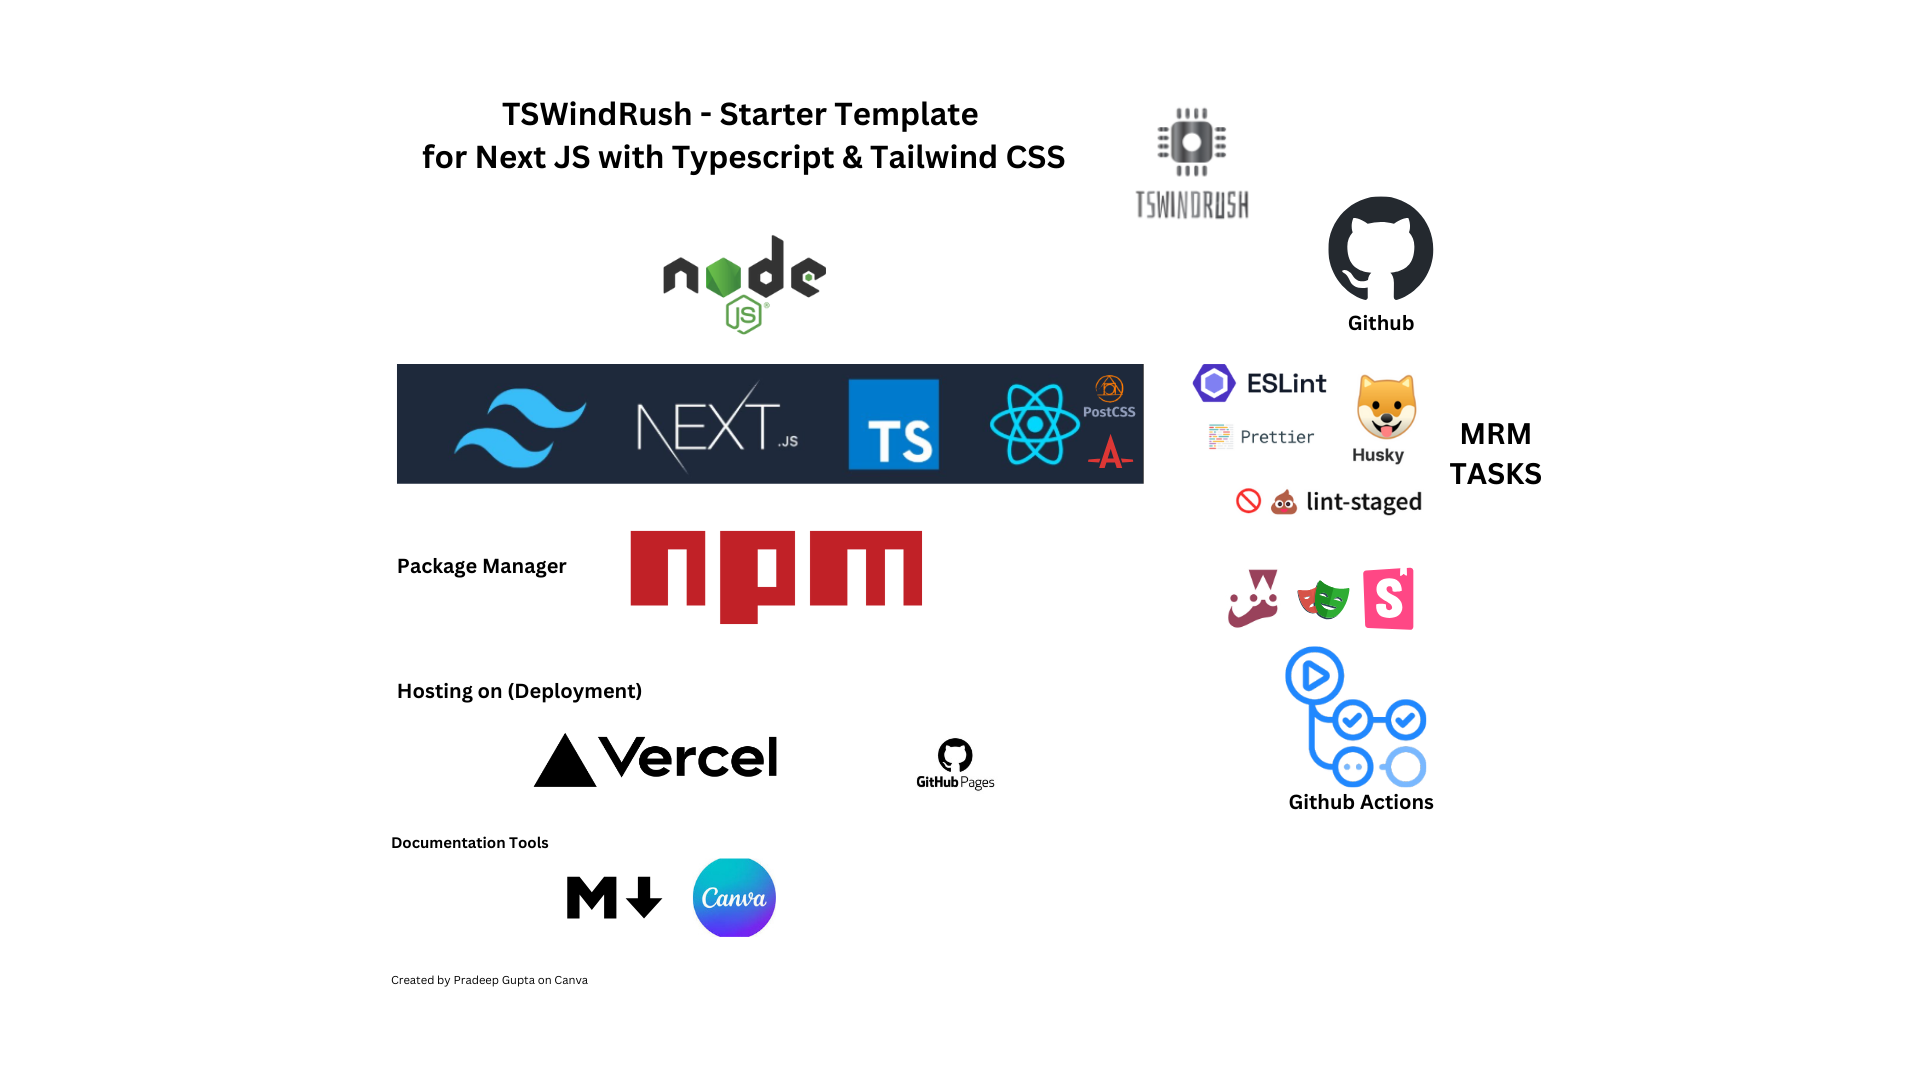 TSWindRush - Starter Template
for Next JS with Typescript & Tailwind CSS
TSWINDRUSH
node
JS
Github
NEXT.JS
TS
PostCSS
ESLint
Prettier
Husky
MRM
TASKS
lint-staged
Package Manager
npm
S
Hosting on (Deployment)
Vercel
GitHub Pages
Github Actions
Documentation Tools
M
Canva
Created by Pradeep Gupta on Canva